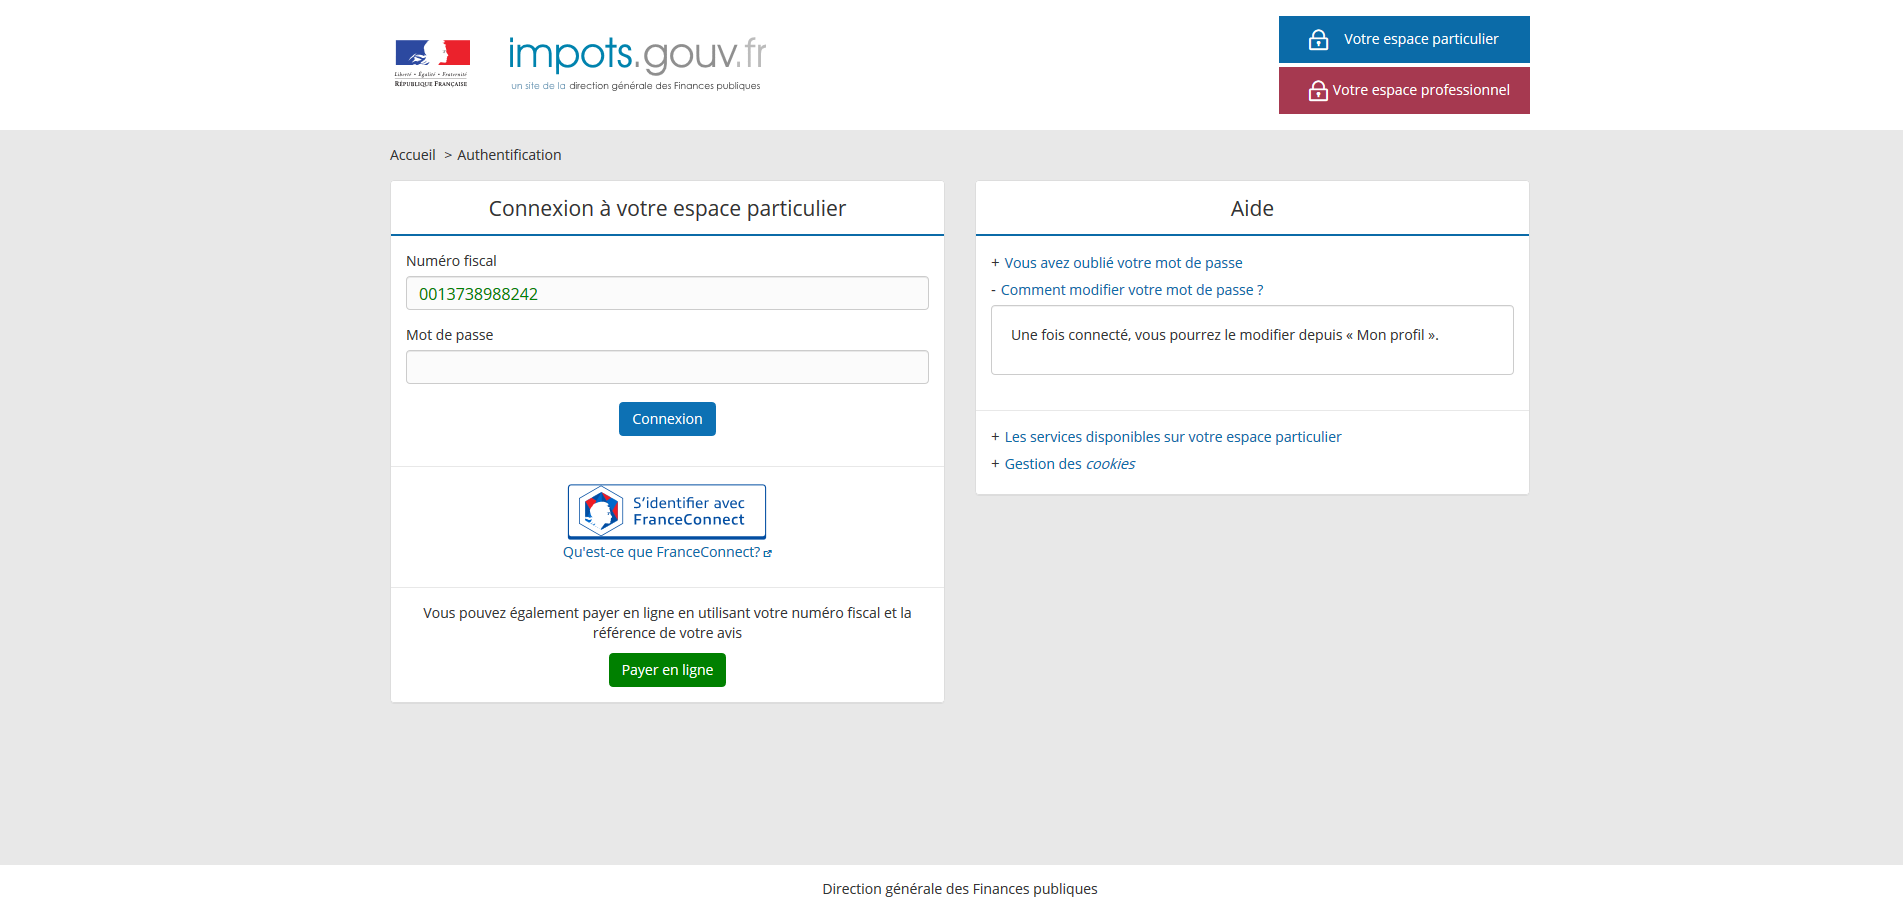 Liberté • Égalité • Fraternité
RÉPUBLIQUE FRANÇAISE
impots.gouv.fr
un site de la direction générale des Finances publiques
Votre espace particulier
Votre espace professionnel
Accueil > Authentification
Connexion à votre espace particulier
Numéro fiscal
0013738988242
Mot de passe
Connexion
S'identifier avec
FranceConnect
Qu'est-ce que FranceConnect?
Vous pouvez également payer en ligne en utilisant votre numéro fiscal et la
référence de votre avis
Payer en ligne
Aide
+ Vous avez oublié votre mot de passe
- Comment modifier votre mot de passe ?
Une fois connecté, vous pourrez le modifier depuis « Mon profil ».
+ Les services disponibles sur votre espace particulier
+ Gestion des cookies
Direction générale des Finances publiques